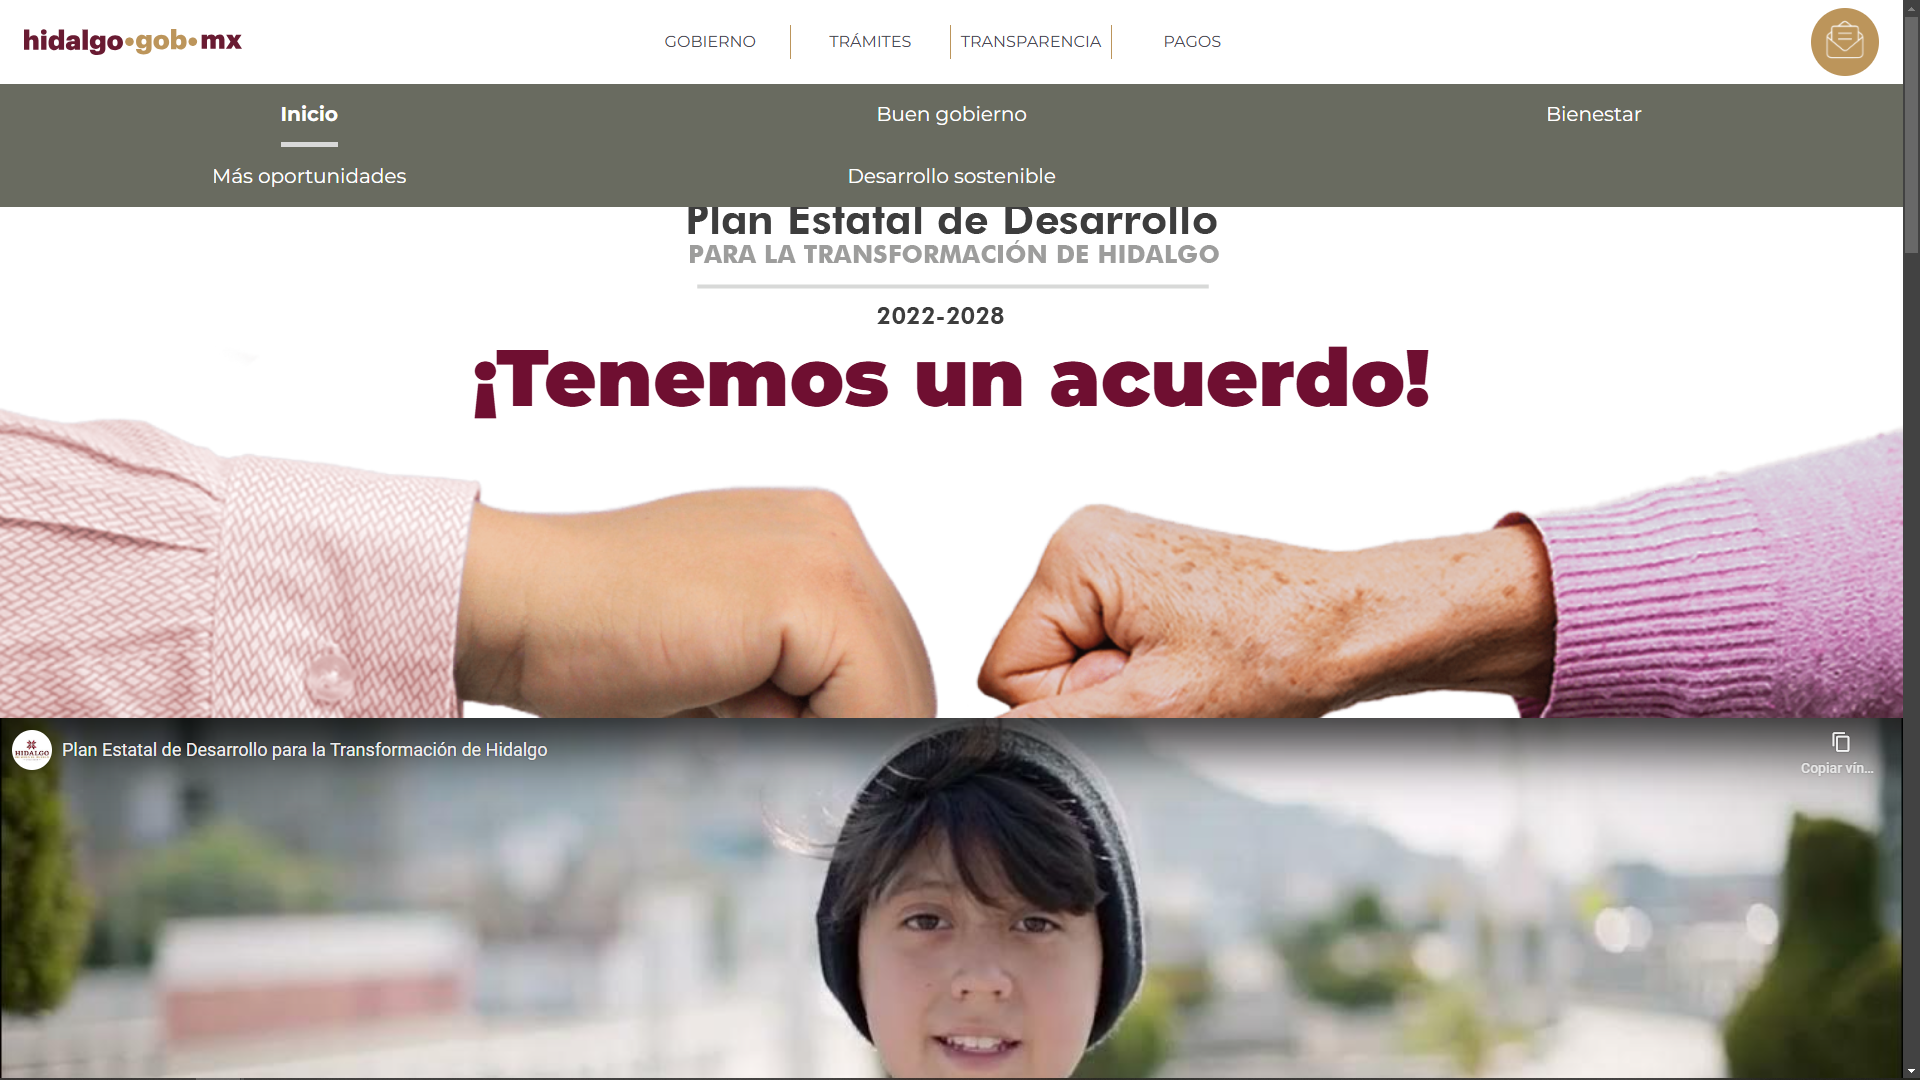 hidalgo•gob•mx
GOBIERNO
TRÁMITES
TRANSPARENCIA
PAGOS
Inicio
Buen gobierno
Bienestar
Más oportunidades
Desarrollo sostenible
Plan Estatal de Desarrollo
PARA LA TRANSFORMACIÓN DE HIDALGO
2022-2028
¡Tenemos un acuerdo!
HIDALGO
Plan Estatal de Desarrollo para la Transformación de Hidalgo
Copiar vín...